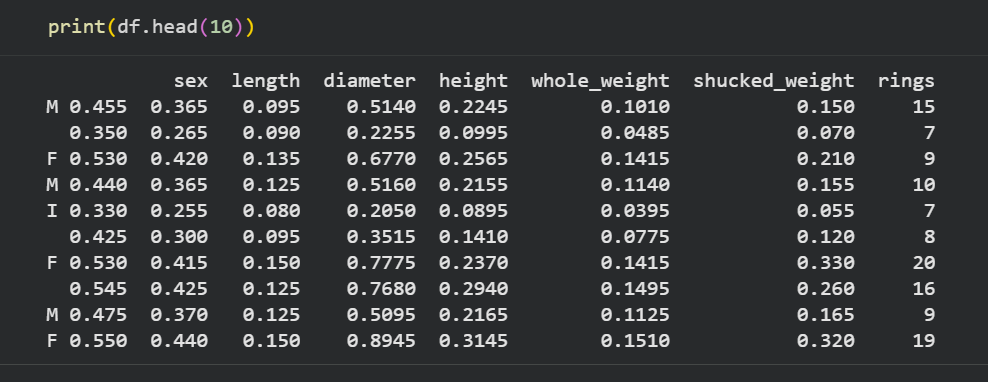 print(df.head(10))
sex length diameter height whole_weight shucked_weight rings
M 0.455 0.365 0.095 0.5140 0.2245 0.1010 0.150 15
0.350 0.265 0.090 0.2255 0.0995 0.0485 0.070 7
F 0.530 0.420 0.135 0.6770 0.2565 0.1415 0.210 9
M 0.440 0.365 0.125 0.5160 0.2155 0.1140 0.155 10
I 0.330 0.255 0.080 0.2050 0.0895 0.0395 0.055 7
0.425 0.300 0.095 0.3515 0.1410 0.0775 0.120 8
F 0.530 0.415 0.150 0.7775 0.2370 0.1415 0.330 20
0.545 0.425 0.125 0.7680 0.2940 0.1495 0.260 16
M 0.475 0.370 0.125 0.5095 0.2165 0.1125 0.165 9
F 0.550 0.440 0.150 0.8945 0.3145 0.1510 0.320 19